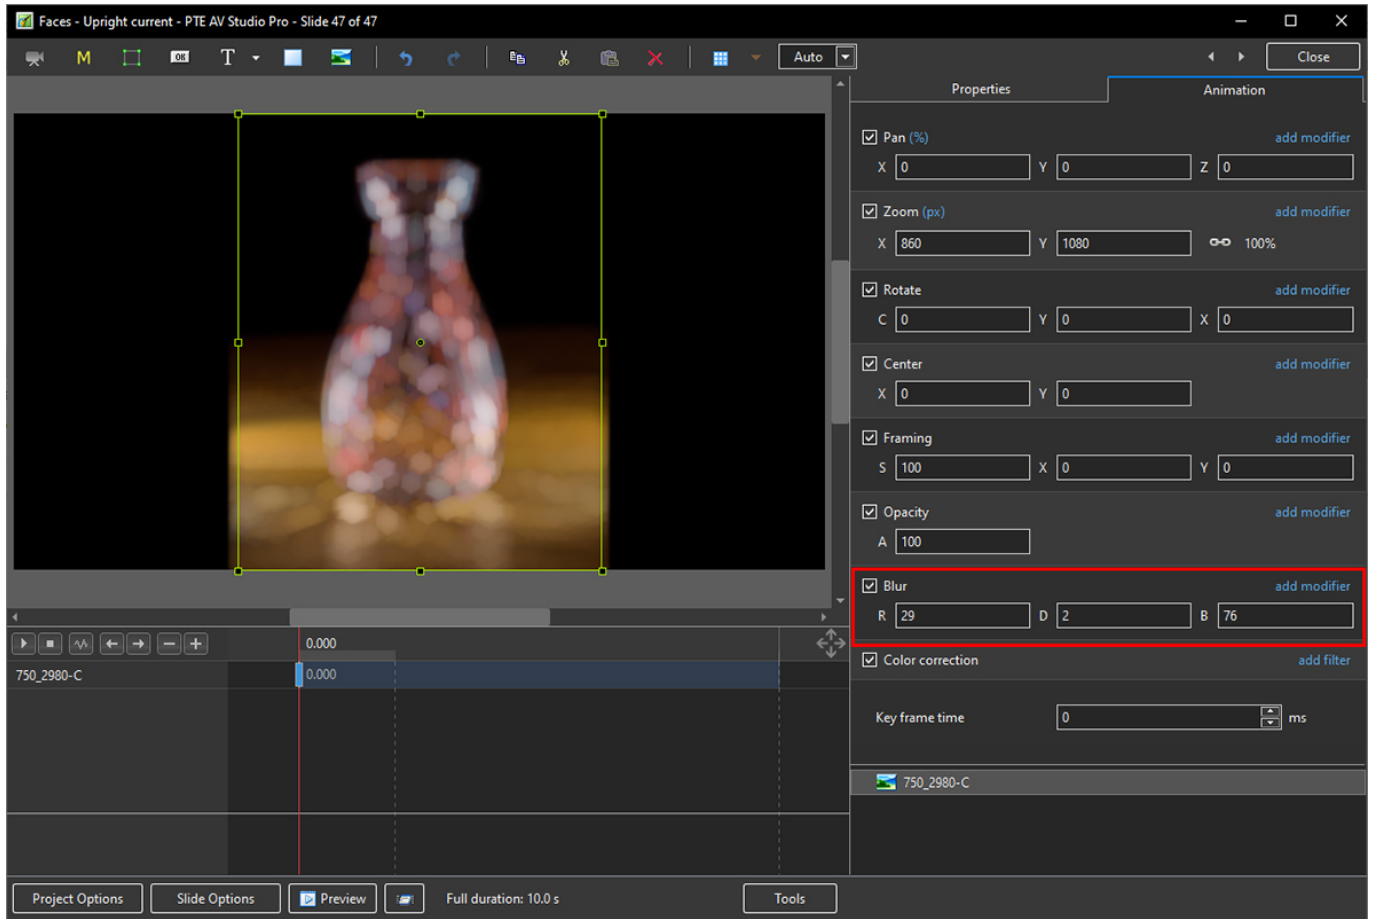 Faces - Upright current - PTE AV Studio Pro - Slide 47 of 47
M OK T Auto Close
Properties Animation
Pan (%) add modifier
X 0 Y 0 Z 0
Zoom (px) add modifier
X 860 Y 1080 100%
Rotate add modifier
C 0 Y 0 X 0
Center add modifier
X 0 Y 0
Framing add modifier
S 100 X 0 Y 0
Opacity add modifier
A 100
Blur add modifier
R 29 D 2 B 76
Color correction add filter
Key frame time 0 ms
750_2980-C
0.000
750_2980-C 0.000
Project Options Slide Options Preview Full duration: 10.0 s Tools